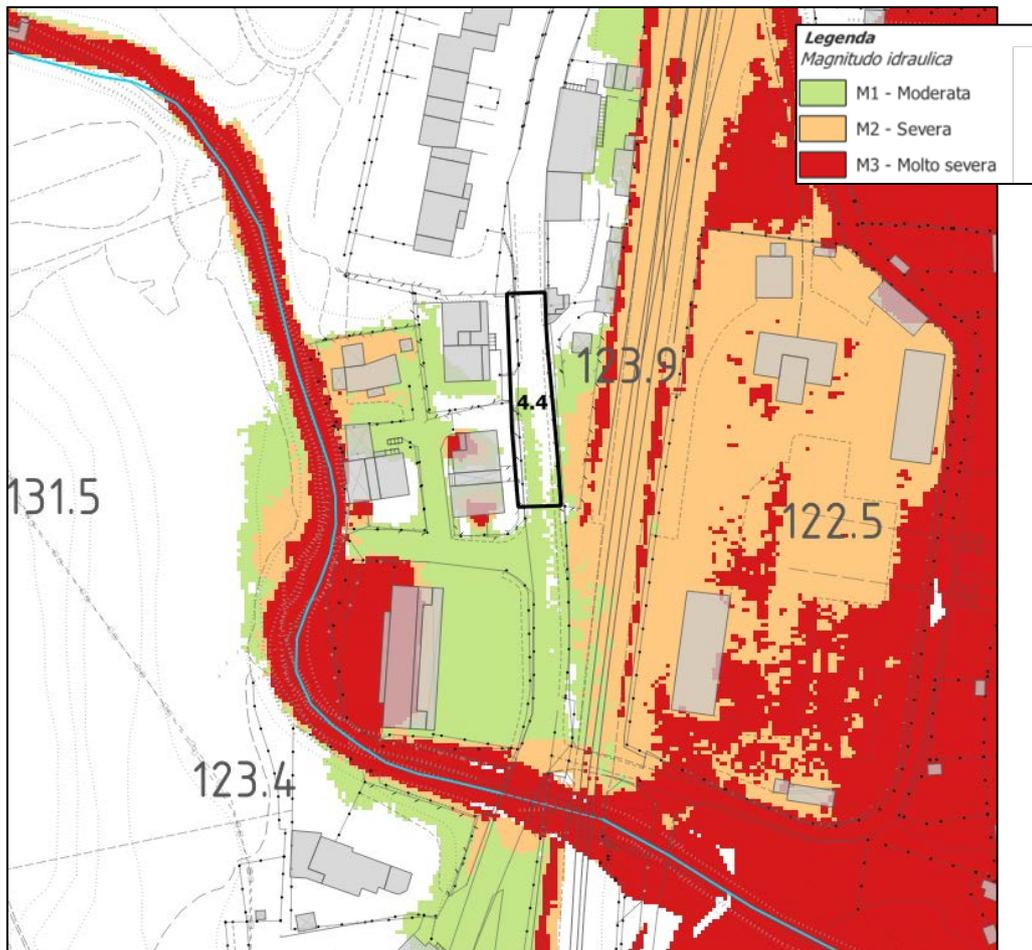 Legenda
Magnitudo idraulica
M1 - Moderata
M2 - Severa
M3 - Molto severa
123.9
4.4
131.5
122.5
123.4